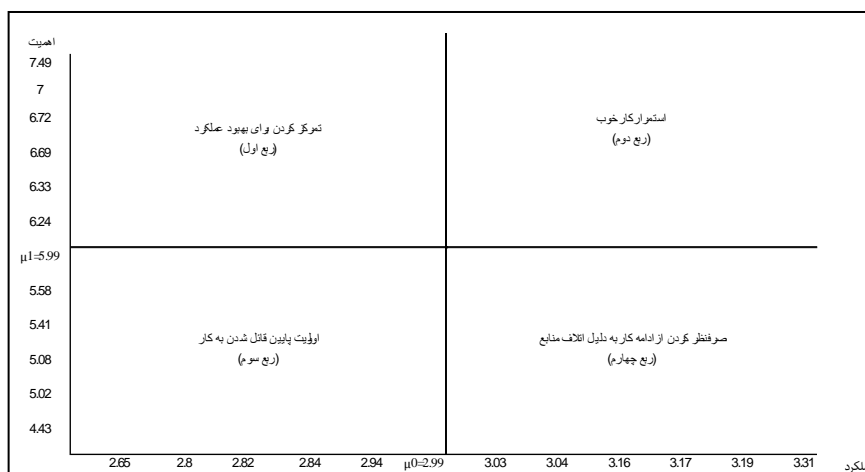 اهمیت
7.49
7
6.72
6.69
6.33
6.24
μ1=5.99
5.58
5.41
5.08
5.02
4.43
تمرکز کردن برای بهبود عملکرد
(ربع اول)
استمرار کار خوب
(ربع دوم)
اولویت پایین قائل شدن به کار
(ربع سوم)
صرفنظر کردن از ادامه کار به دلیل اتلاف منابع
(ربع چهارم)
2.65 2.8 2.82 2.84 2.94 μ0=2.99 3.03 3.04 3.16 3.17 3.19 3.31